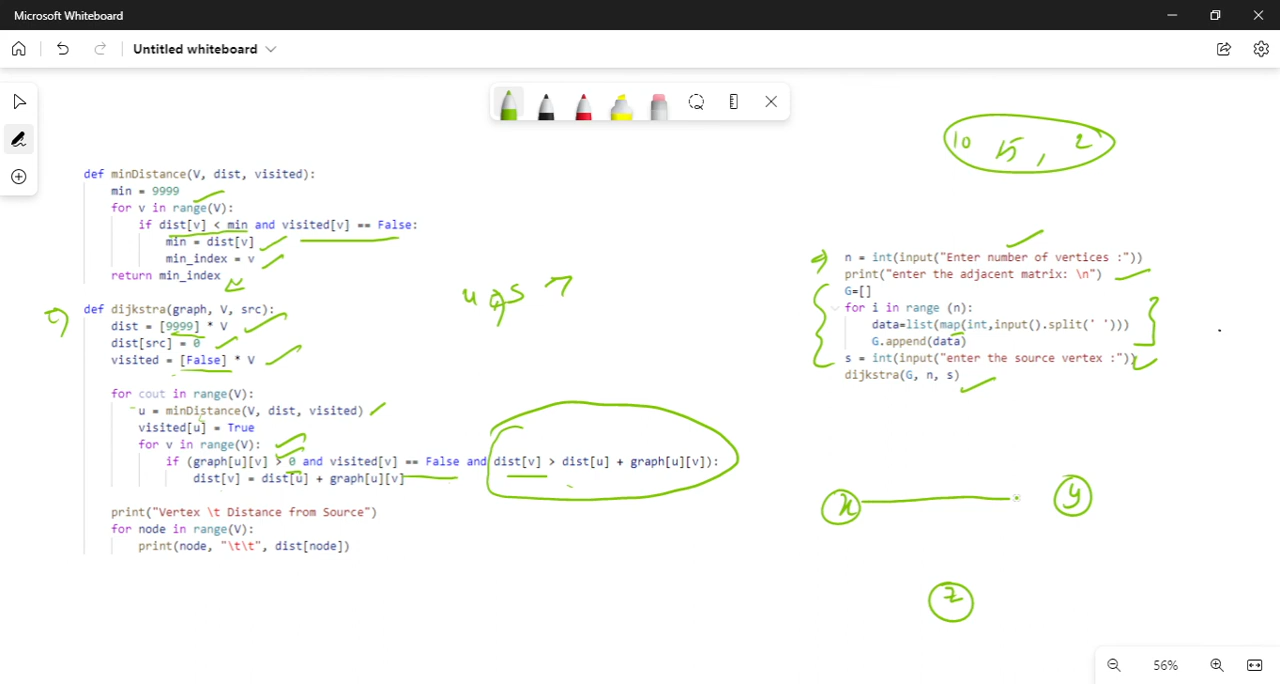 Microsoft Whiteboard
Untitled whiteboard
10 15, 2
def minDistance(V, dist, visited):
min = 9999
for v in range(V):
if dist[v] < min and visited[v] == False:
min = dist[v]
min_index = v
return min_index
def dijkstra(graph, V, src):
dist = [9999] * V
dist[src] = 0
visited = [False] * V
for cout in range(V):
u = minDistance(V, dist, visited)
visited[u] = True
for v in range(V):
if (graph[u][v] > 0 and visited[v] == False and dist[v] > dist[u] + graph[u][v]):
dist[v] = dist[u] + graph[u][v]
print("Vertex \t Distance from Source")
for node in range(V):
print(node, "\t\t", dist[node])
n = int(input("Enter number of vertices :"))
print("enter the adjacent matrix: \n")
G=[]
for i in range (n):
data=list(map(int,input().split(' ')))
G.append(data)
s = int(input("enter the source vertex :"))
dijkstra(G, n, s)
x
y
z
56%